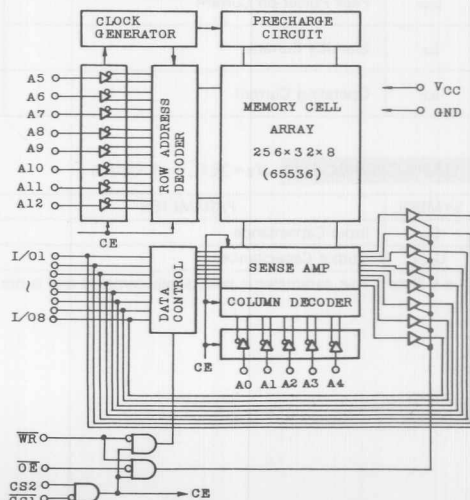 CLOCK GENERATOR
PRECHARGE CIRCUIT
A5
A6
A7
A8
A9
A10
A11
A12
ROW ADDRESS DECODER
MEMORY CELL
ARRAY
256×32×8
(65536)
VCC
GND
CE
I/O1
~
I/O8
DATA CONTROL
SENSE AMP
COLUMN DECODER
CE
A0 A1 A2 A3 A4
WR
OE
CS2
CS1
CE